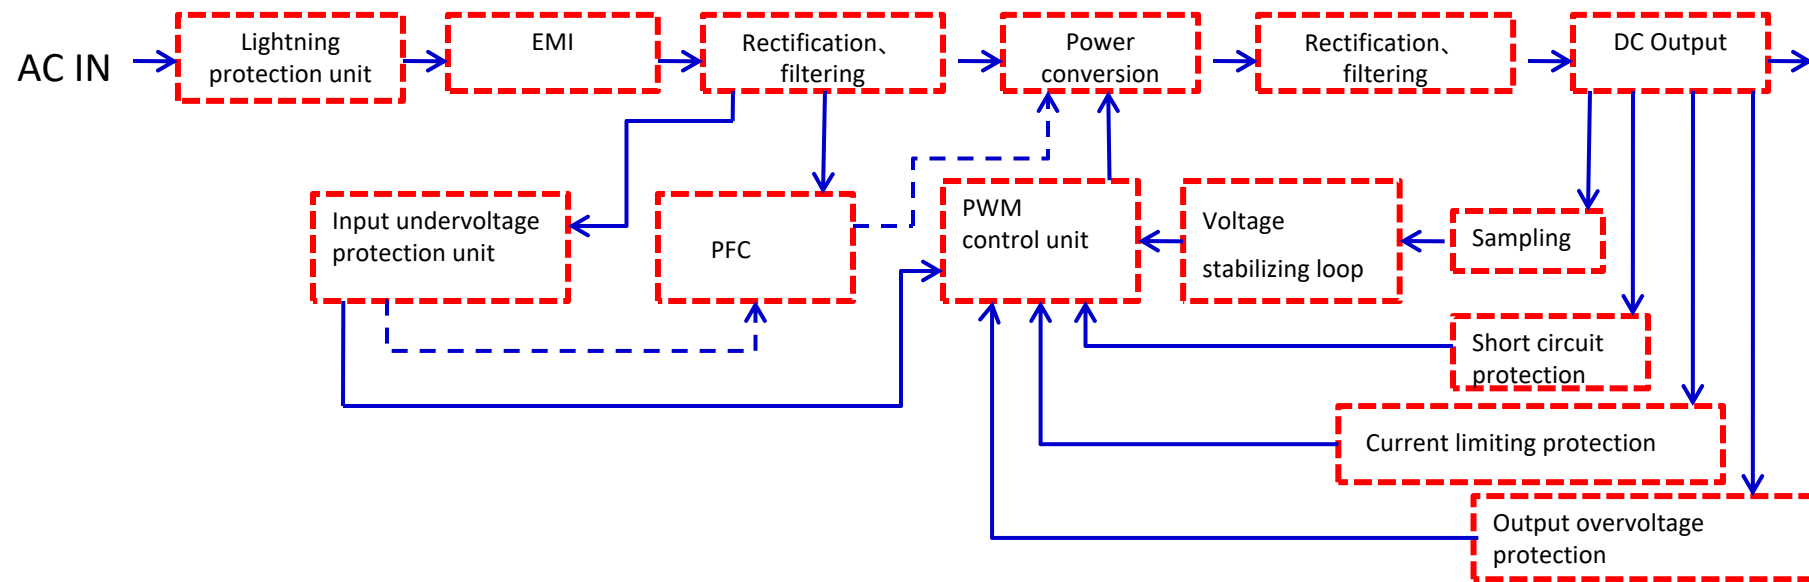 AC IN
Lightning
protection unit
EMI
Rectification、
filtering
Power
conversion
Rectification、
filtering
DC Output
Input undervoltage
protection unit
PFC
PWM
control unit
Voltage
stabilizing loop
Sampling
Short circuit
protection
Current limiting protection
Output overvoltage
protection